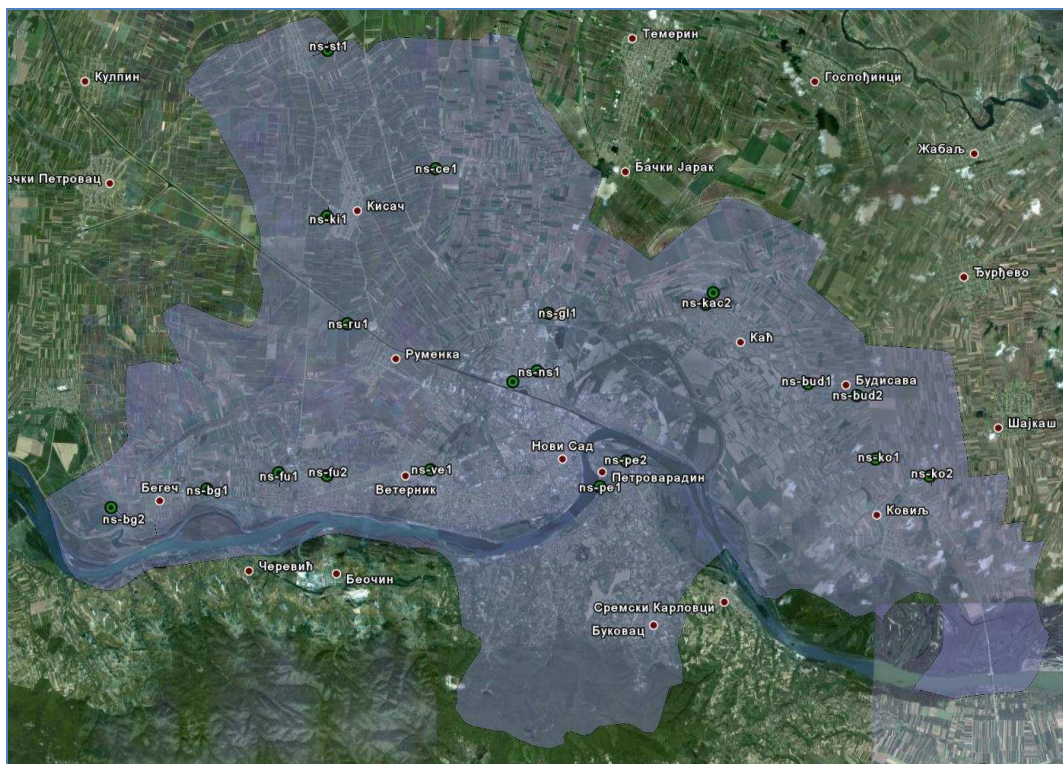 ns-st1
Темерин
Кулпин
Госпођинци
Жабаљ
ns-ce1
Бачки Јарак
ачки Петровац
Кисач
ns-ki1
Ђурђево
ns-kac2
ns-gl1
ns-ru1
Каћ
Руменка
ns-ns1
ns-bud1
Будисава
ns-bud2
Шајкаш
Нови Сад
ns-pe2
ns-ko1
Петроварадин
ns-ve1
ns-fu2
ns-fu1
ns-ko2
Ветерник
Бегеч
ns-bg1
ns-pe1
ns-bg2
Ковиљ
Черевић
Беочин
Сремски Карловци
Буковац